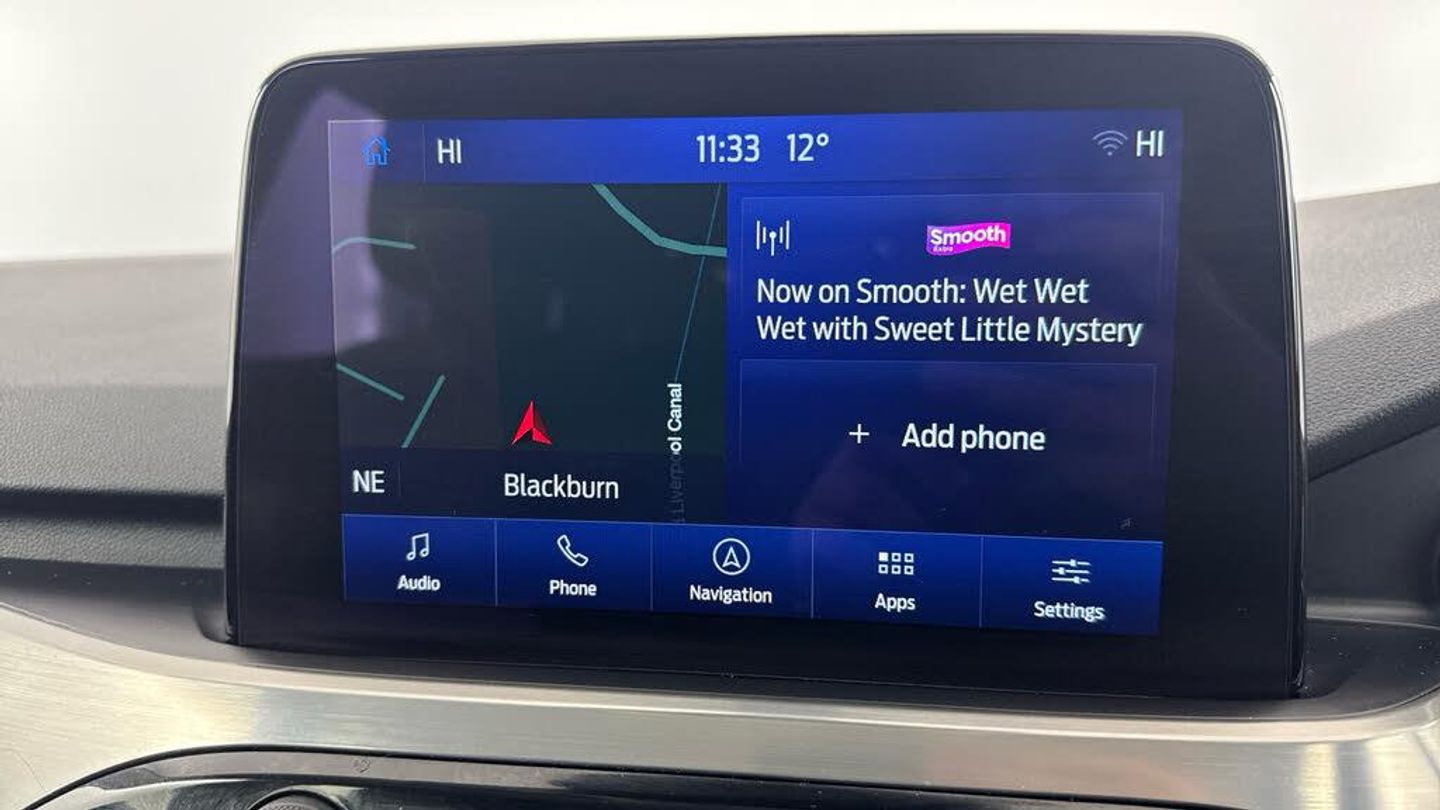 HI
11:33 12°
HI
Smooth
Extra
Now on Smooth: Wet Wet
Wet with Sweet Little Mystery
+ Add phone
Liverpool Canal
NE
Blackburn
Audio
Phone
Navigation
Apps
Settings